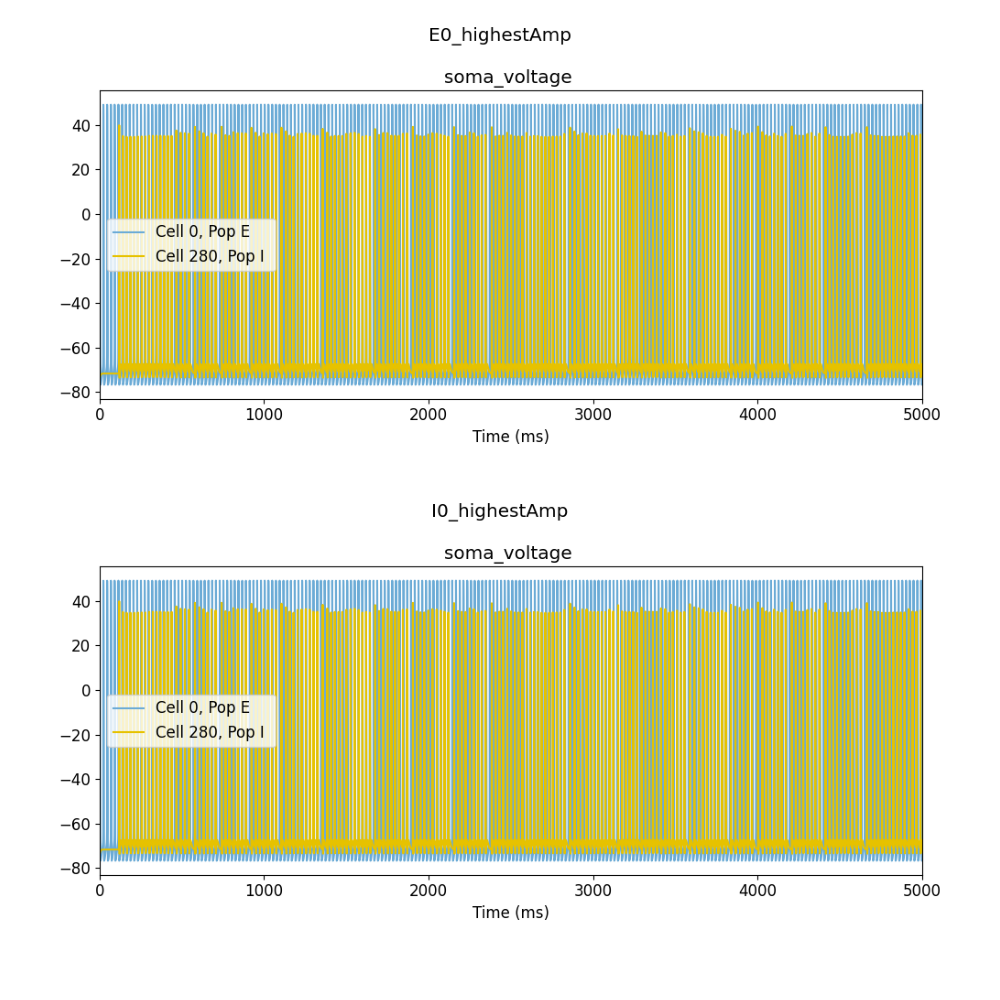 E0_highestAmp
soma_voltage
40
20
0
−20
−40
−60
−80
Cell 0, Pop E
Cell 280, Pop I
0 1000 2000 3000 4000 5000
Time (ms)
I0_highestAmp
soma_voltage
40
20
0
−20
−40
−60
−80
Cell 0, Pop E
Cell 280, Pop I
0 1000 2000 3000 4000 5000
Time (ms)